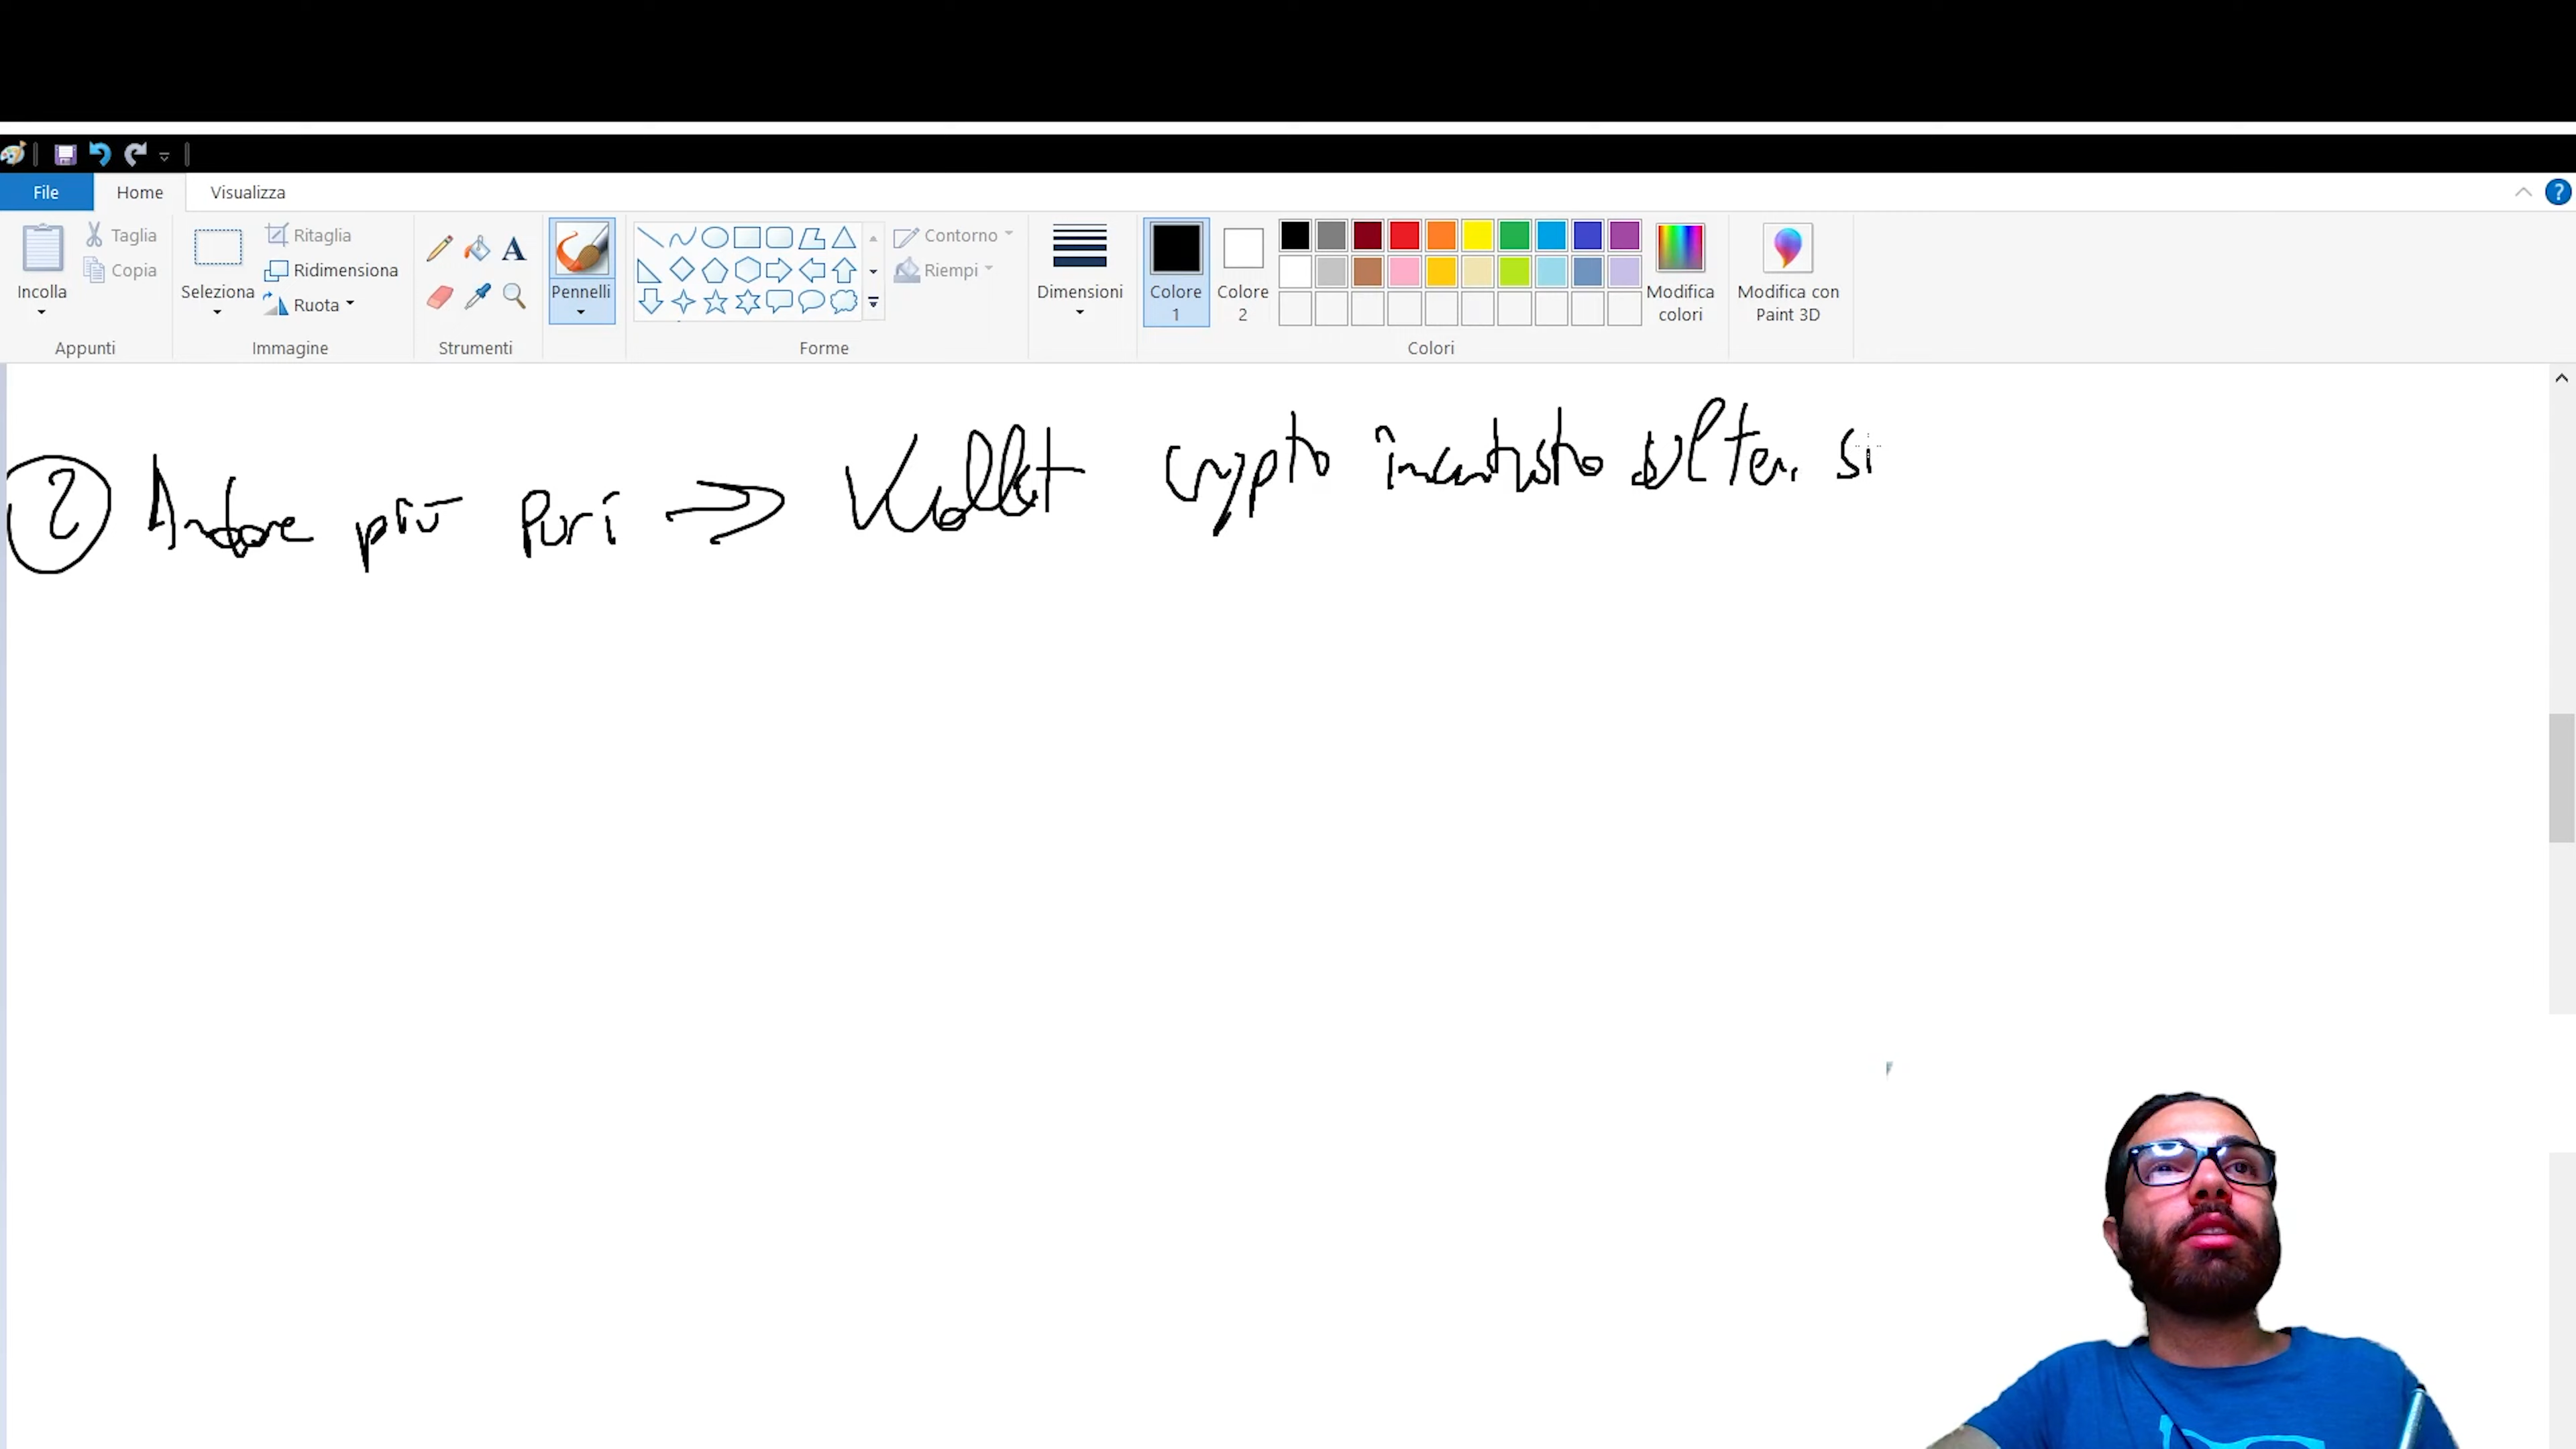 File Home Visualizza
Taglia Ritaglia Contorno
Copia Ridimensiona Riempi
Incolla Seleziona Ruota Pennelli Dimensioni Colore 1 Colore 2 Modifica colori Modifica con Paint 3D
Appunti Immagine Strumenti Forme Colori
2 Andare più puri ⇒ Wallet crypto incentrato sul ter. si